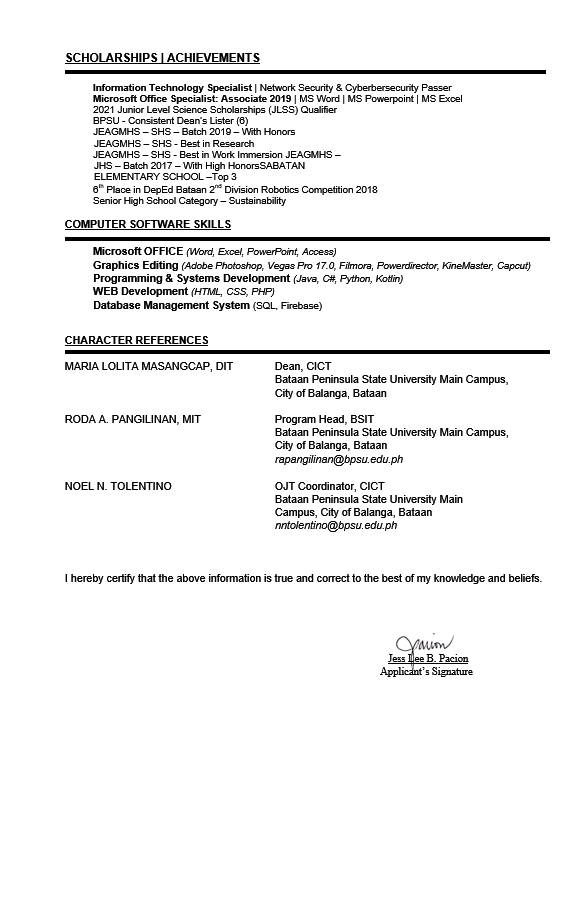 SCHOLARSHIPS | ACHIEVEMENTS
Information Technology Specialist | Network Security & Cyberbersecurity Passer
Microsoft Office Specialist: Associate 2019 | MS Word | MS Powerpoint | MS Excel
2021 Junior Level Science Scholarships (JLSS) Qualifier
BPSU - Consistent Dean's Lister (6)
JEAGMHS – SHS – Batch 2019 – With Honors
JEAGMHS – SHS - Best in Research
JEAGMHS – SHS - Best in Work Immersion JEAGMHS –
JHS – Batch 2017 – With High HonorsSABATAN
ELEMENTARY SCHOOL –Top 3
6th Place in DepEd Bataan 2nd Division Robotics Competition 2018
Senior High School Category – Sustainability
COMPUTER SOFTWARE SKILLS
Microsoft OFFICE (Word, Excel, PowerPoint, Access)
Graphics Editing (Adobe Photoshop, Vegas Pro 17.0, Filmora, Powerdirector, KineMaster, Capcut)
Programming & Systems Development (Java, C#, Python, Kotlin)
WEB Development (HTML, CSS, PHP)
Database Management System (SQL, Firebase)
CHARACTER REFERENCES
MARIA LOLITA MASANGCAP, DIT Dean, CICT
Bataan Peninsula State University Main Campus,
City of Balanga, Bataan
RODA A. PANGILINAN, MIT Program Head, BSIT
Bataan Peninsula State University Main Campus,
City of Balanga, Bataan
rapangilinan@bpsu.edu.ph
NOEL N. TOLENTINO OJT Coordinator, CICT
Bataan Peninsula State University Main
Campus, City of Balanga, Bataan
nntolentino@bpsu.edu.ph
I hereby certify that the above information is true and correct to the best of my knowledge and beliefs.
Jess Lee B. Pacion
Applicant's Signature